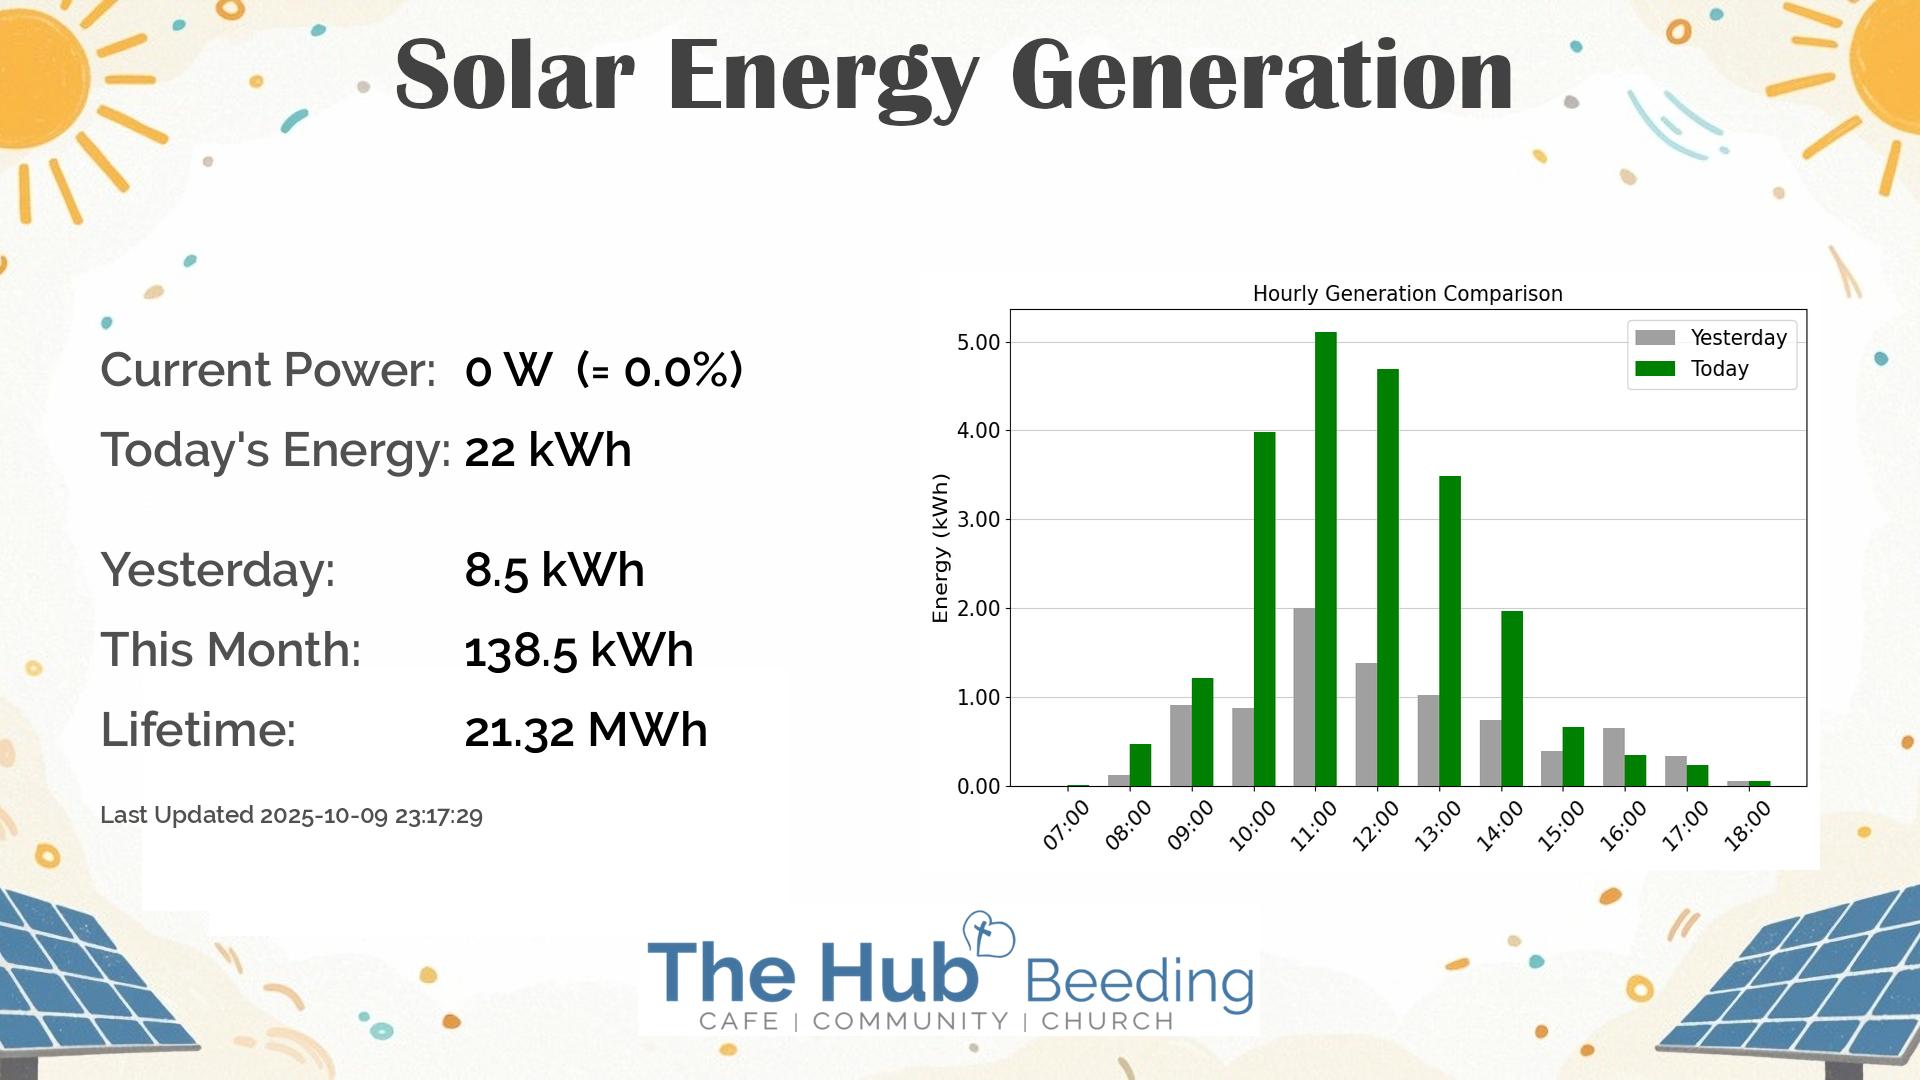 Solar Energy Generation
Current Power: 0 W (= 0.0%)
Today's Energy: 22 kWh
Yesterday: 8.5 kWh
This Month: 138.5 kWh
Lifetime: 21.32 MWh
Last Updated 2025-10-09 23:17:29
Hourly Generation Comparison
Yesterday
Today
Energy (kWh)
5.00
4.00
3.00
2.00
1.00
0.00
07:00 08:00 09:00 10:00 11:00 12:00 13:00 14:00 15:00 16:00 17:00 18:00
The Hub Beeding
CAFE | COMMUNITY | CHURCH